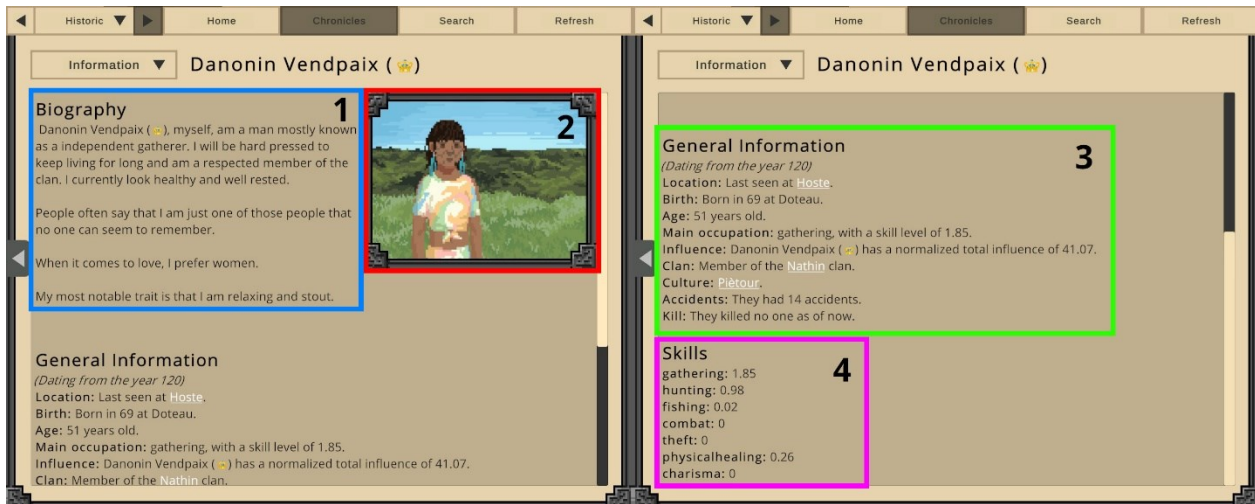 Historic
Home
Chronicles
Search
Refresh
Information
Danonin Vendpaix ( )
Biography
1
Danonin Vendpaix ( ), myself, am a man mostly known
as a independent gatherer. I will be hard pressed to
keep living for long and am a respected member of the
clan. I currently look healthy and well rested.
People often say that I am just one of those people that
no one can seem to remember.
When it comes to love, I prefer women.
My most notable trait is that I am relaxing and stout.
2
General Information
(Dating from the year 120)
Location: Last seen at Hoste.
Birth: Born in 69 at Doteau.
Age: 51 years old.
Main occupation: gathering, with a skill level of 1.85.
Influence: Danonin Vendpaix ( ) has a normalized total influence of 41.07.
Clan: Member of the Nathin clan.
Historic
Home
Chronicles
Search
Refresh
Information
Danonin Vendpaix ( )
General Information
3
(Dating from the year 120)
Location: Last seen at Hoste.
Birth: Born in 69 at Doteau.
Age: 51 years old.
Main occupation: gathering, with a skill level of 1.85.
Influence: Danonin Vendpaix ( ) has a normalized total influence of 41.07.
Clan: Member of the Nathin clan.
Culture: Piètour.
Accidents: They had 14 accidents.
Kill: They killed no one as of now.
Skills
4
gathering: 1.85
hunting: 0.98
fishing: 0.02
combat: 0
theft: 0
physicalhealing: 0.26
charisma: 0